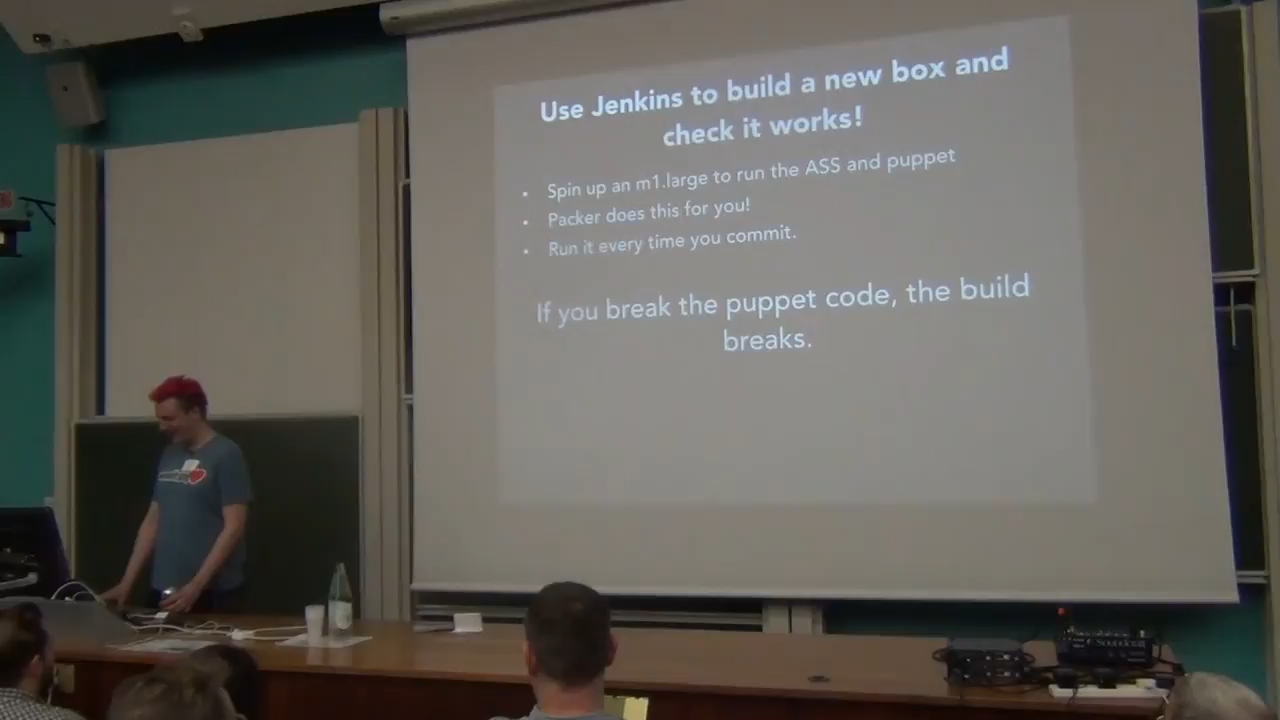 Use Jenkins to build a new box and
check it works!
• Spin up an m1.large to run the ASS and puppet
• Packer does this for you!
• Run it every time you commit.
If you break the puppet code, the build
breaks.